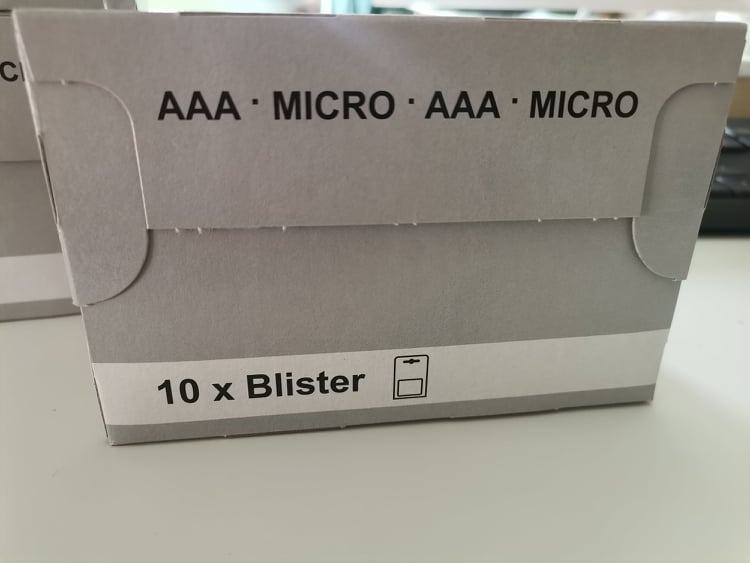 AAA · MICRO · AAA · MICRO
10 x Blister